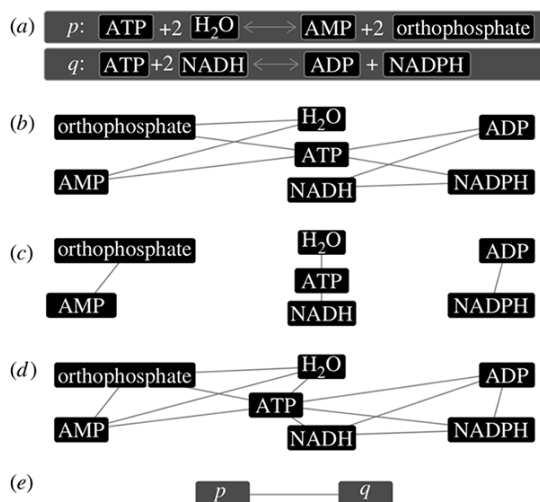 (a) p: ATP +2 H₂O ⟷ AMP +2 orthophosphate
q: ATP +2 NADH ⟷ ADP + NADPH
(b) orthophosphate H₂O ADP
ATP
AMP NADH NADPH
(c) orthophosphate H₂O ADP
ATP
AMP NADH NADPH
(d) orthophosphate H₂O ADP
ATP
AMP NADH NADPH
(e) p q